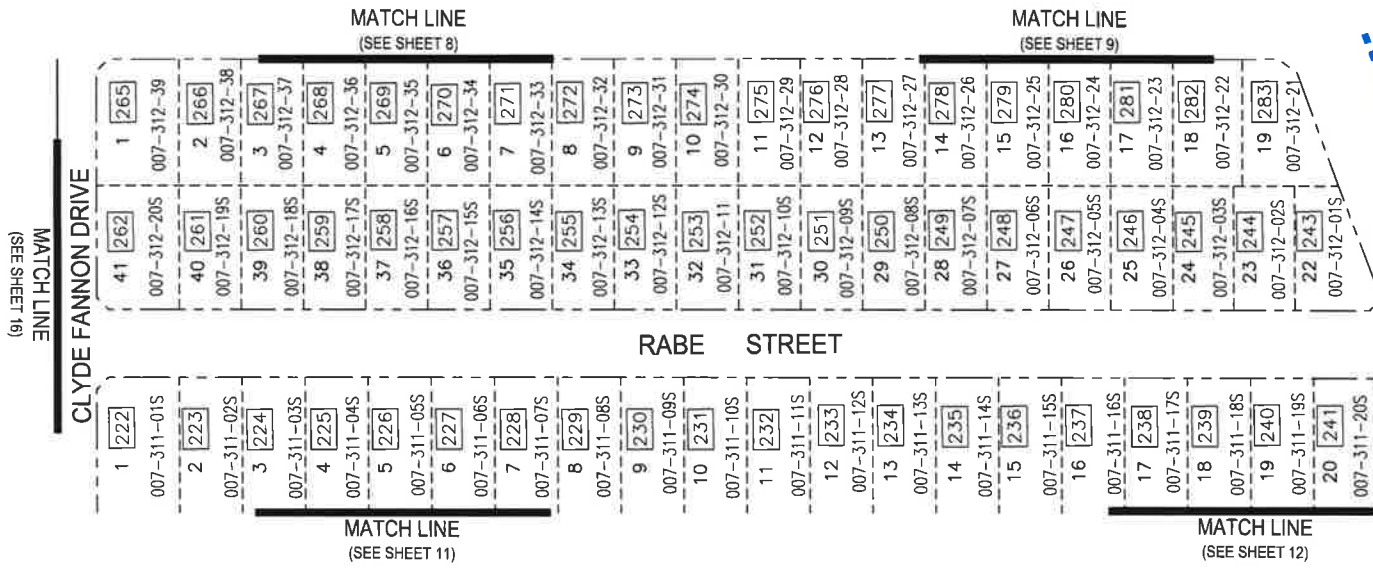 MATCH LINE
(SEE SHEET 8)
MATCH LINE
(SEE SHEET 9)
MATCH LINE
(SEE SHEET 16)
CLYDE FANNON DRIVE
1 265
007-312-39
2 266
007-312-38
3 267
007-312-37
4 268
007-312-36
5 269
007-312-35
6 270
007-312-34
7 271
007-312-33
8 272
007-312-32
9 273
007-312-31
10 274
007-312-30
11 275
007-312-29
12 276
007-312-28
13 277
007-312-27
14 278
007-312-26
15 279
007-312-25
16 280
007-312-24
17 281
007-312-23
18 282
007-312-22
19 283
007-312-21
41 262
007-312-20S
40 261
007-312-19S
39 260
007-312-18S
38 259
007-312-17S
37 258
007-312-16S
36 257
007-312-15S
35 256
007-312-14S
34 255
007-312-13S
33 254
007-312-12S
32 253
007-312-11
31 252
007-312-10S
30 251
007-312-09S
29 250
007-312-08S
28 249
007-312-07S
27 248
007-312-06S
26 247
007-312-05S
25 246
007-312-04S
24 245
007-312-03S
23 244
007-312-02S
22 243
007-312-01S
RABE STREET
1 222
007-311-01S
2 223
007-311-02S
3 224
007-311-03S
4 225
007-311-04S
5 226
007-311-05S
6 227
007-311-06S
7 228
007-311-07S
8 229
007-311-08S
9 230
007-311-09S
10 231
007-311-10S
11 232
007-311-11S
12 233
007-311-12S
13 234
007-311-13S
14 235
007-311-14S
15 236
007-311-15S
16 237
007-311-16S
17 238
007-311-17S
18 239
007-311-18S
19 240
007-311-19S
20 241
007-311-20S
MATCH LINE
(SEE SHEET 11)
MATCH LINE
(SEE SHEET 12)